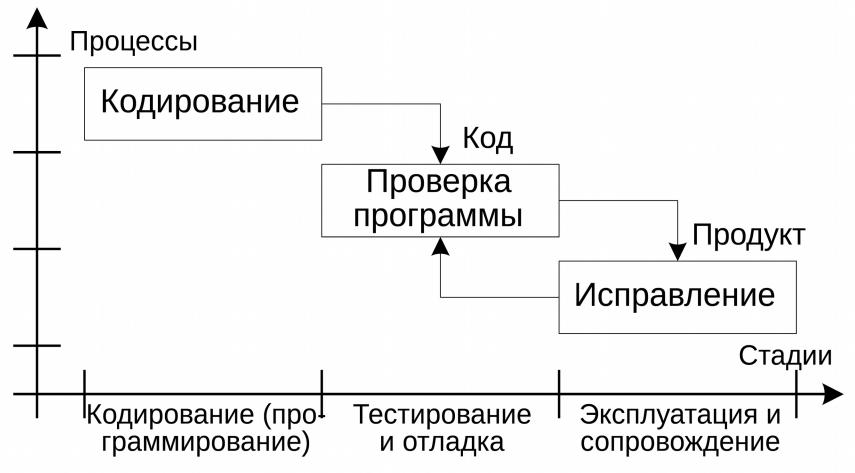 Процессы
Кодирование
Код
Проверка
программы
Продукт
Исправление
Стадии
Кодирование (про-
граммирование)
Тестирование
и отладка
Эксплуатация и
сопровождение